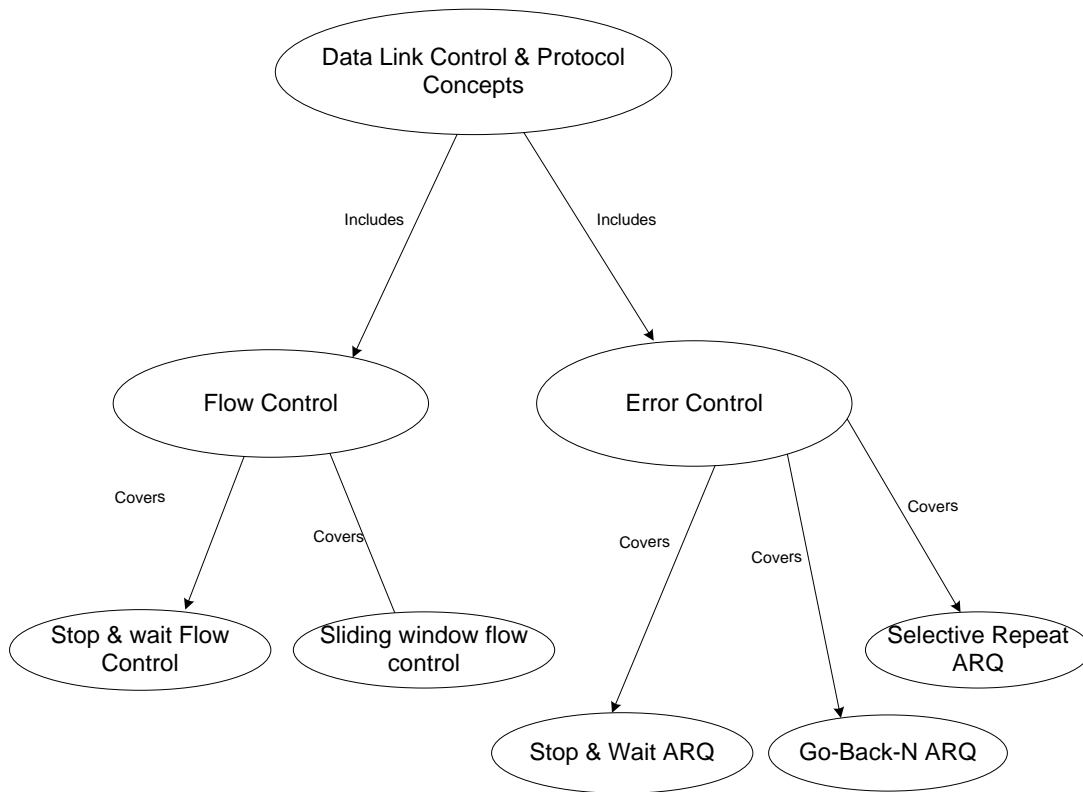 Data Link Control & Protocol
Concepts
Includes
Includes
Flow Control
Error Control
Covers
Covers
Covers
Covers
Covers
Stop & wait Flow
Control
Sliding window flow
control
Selective Repeat
ARQ
Stop & Wait ARQ
Go-Back-N ARQ